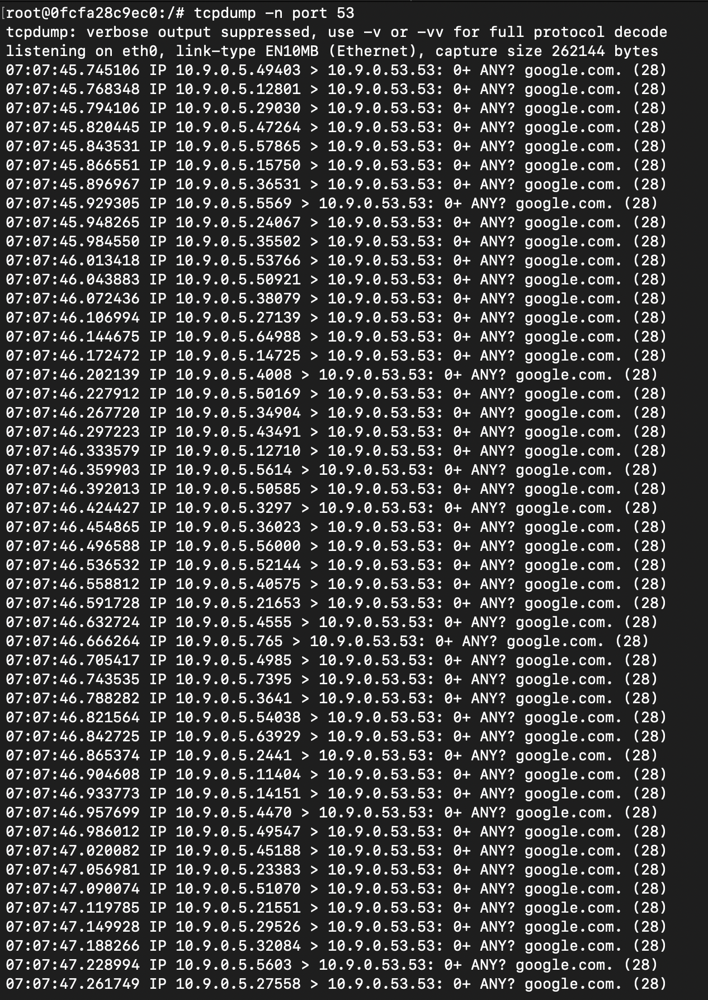 [root@0fcfa28c9ec0:/# tcpdump -n port 53
tcpdump: verbose output suppressed, use -v or -vv for full protocol decode
listening on eth0, link-type EN10MB (Ethernet), capture size 262144 bytes
07:07:45.745106 IP 10.9.0.5.49403 > 10.9.0.53.53: 0+ ANY? google.com. (28)
07:07:45.768348 IP 10.9.0.5.12801 > 10.9.0.53.53: 0+ ANY? google.com. (28)
07:07:45.794106 IP 10.9.0.5.29030 > 10.9.0.53.53: 0+ ANY? google.com. (28)
07:07:45.820445 IP 10.9.0.5.47264 > 10.9.0.53.53: 0+ ANY? google.com. (28)
07:07:45.843531 IP 10.9.0.5.57865 > 10.9.0.53.53: 0+ ANY? google.com. (28)
07:07:45.866551 IP 10.9.0.5.15750 > 10.9.0.53.53: 0+ ANY? google.com. (28)
07:07:45.896967 IP 10.9.0.5.36531 > 10.9.0.53.53: 0+ ANY? google.com. (28)
07:07:45.929305 IP 10.9.0.5.5569 > 10.9.0.53.53: 0+ ANY? google.com. (28)
07:07:45.948265 IP 10.9.0.5.24067 > 10.9.0.53.53: 0+ ANY? google.com. (28)
07:07:45.984550 IP 10.9.0.5.35502 > 10.9.0.53.53: 0+ ANY? google.com. (28)
07:07:46.013418 IP 10.9.0.5.53766 > 10.9.0.53.53: 0+ ANY? google.com. (28)
07:07:46.043883 IP 10.9.0.5.50921 > 10.9.0.53.53: 0+ ANY? google.com. (28)
07:07:46.072436 IP 10.9.0.5.38079 > 10.9.0.53.53: 0+ ANY? google.com. (28)
07:07:46.106994 IP 10.9.0.5.27139 > 10.9.0.53.53: 0+ ANY? google.com. (28)
07:07:46.144675 IP 10.9.0.5.64988 > 10.9.0.53.53: 0+ ANY? google.com. (28)
07:07:46.172472 IP 10.9.0.5.14725 > 10.9.0.53.53: 0+ ANY? google.com. (28)
07:07:46.202139 IP 10.9.0.5.4008 > 10.9.0.53.53: 0+ ANY? google.com. (28)
07:07:46.227912 IP 10.9.0.5.50169 > 10.9.0.53.53: 0+ ANY? google.com. (28)
07:07:46.267720 IP 10.9.0.5.34904 > 10.9.0.53.53: 0+ ANY? google.com. (28)
07:07:46.297223 IP 10.9.0.5.43491 > 10.9.0.53.53: 0+ ANY? google.com. (28)
07:07:46.333579 IP 10.9.0.5.12710 > 10.9.0.53.53: 0+ ANY? google.com. (28)
07:07:46.359903 IP 10.9.0.5.5614 > 10.9.0.53.53: 0+ ANY? google.com. (28)
07:07:46.392013 IP 10.9.0.5.50585 > 10.9.0.53.53: 0+ ANY? google.com. (28)
07:07:46.424427 IP 10.9.0.5.3297 > 10.9.0.53.53: 0+ ANY? google.com. (28)
07:07:46.454865 IP 10.9.0.5.36023 > 10.9.0.53.53: 0+ ANY? google.com. (28)
07:07:46.496588 IP 10.9.0.5.56000 > 10.9.0.53.53: 0+ ANY? google.com. (28)
07:07:46.536532 IP 10.9.0.5.52144 > 10.9.0.53.53: 0+ ANY? google.com. (28)
07:07:46.558812 IP 10.9.0.5.40575 > 10.9.0.53.53: 0+ ANY? google.com. (28)
07:07:46.591728 IP 10.9.0.5.21653 > 10.9.0.53.53: 0+ ANY? google.com. (28)
07:07:46.632724 IP 10.9.0.5.4555 > 10.9.0.53.53: 0+ ANY? google.com. (28)
07:07:46.666264 IP 10.9.0.5.765 > 10.9.0.53.53: 0+ ANY? google.com. (28)
07:07:46.705417 IP 10.9.0.5.4985 > 10.9.0.53.53: 0+ ANY? google.com. (28)
07:07:46.743535 IP 10.9.0.5.7395 > 10.9.0.53.53: 0+ ANY? google.com. (28)
07:07:46.788282 IP 10.9.0.5.3641 > 10.9.0.53.53: 0+ ANY? google.com. (28)
07:07:46.821564 IP 10.9.0.5.54038 > 10.9.0.53.53: 0+ ANY? google.com. (28)
07:07:46.842725 IP 10.9.0.5.63929 > 10.9.0.53.53: 0+ ANY? google.com. (28)
07:07:46.865374 IP 10.9.0.5.2441 > 10.9.0.53.53: 0+ ANY? google.com. (28)
07:07:46.904608 IP 10.9.0.5.11404 > 10.9.0.53.53: 0+ ANY? google.com. (28)
07:07:46.933773 IP 10.9.0.5.14151 > 10.9.0.53.53: 0+ ANY? google.com. (28)
07:07:46.957699 IP 10.9.0.5.4470 > 10.9.0.53.53: 0+ ANY? google.com. (28)
07:07:46.986012 IP 10.9.0.5.49547 > 10.9.0.53.53: 0+ ANY? google.com. (28)
07:07:47.020082 IP 10.9.0.5.45188 > 10.9.0.53.53: 0+ ANY? google.com. (28)
07:07:47.056981 IP 10.9.0.5.23383 > 10.9.0.53.53: 0+ ANY? google.com. (28)
07:07:47.090074 IP 10.9.0.5.51070 > 10.9.0.53.53: 0+ ANY? google.com. (28)
07:07:47.119785 IP 10.9.0.5.21551 > 10.9.0.53.53: 0+ ANY? google.com. (28)
07:07:47.149928 IP 10.9.0.5.29526 > 10.9.0.53.53: 0+ ANY? google.com. (28)
07:07:47.188266 IP 10.9.0.5.32084 > 10.9.0.53.53: 0+ ANY? google.com. (28)
07:07:47.228994 IP 10.9.0.5.5603 > 10.9.0.53.53: 0+ ANY? google.com. (28)
07:07:47.261749 IP 10.9.0.5.27558 > 10.9.0.53.53: 0+ ANY? google.com. (28)